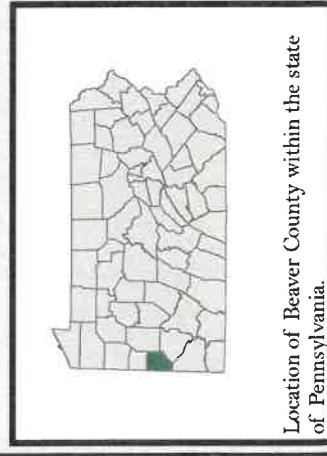 Location of Beaver County within the state
of Pennsylvania.